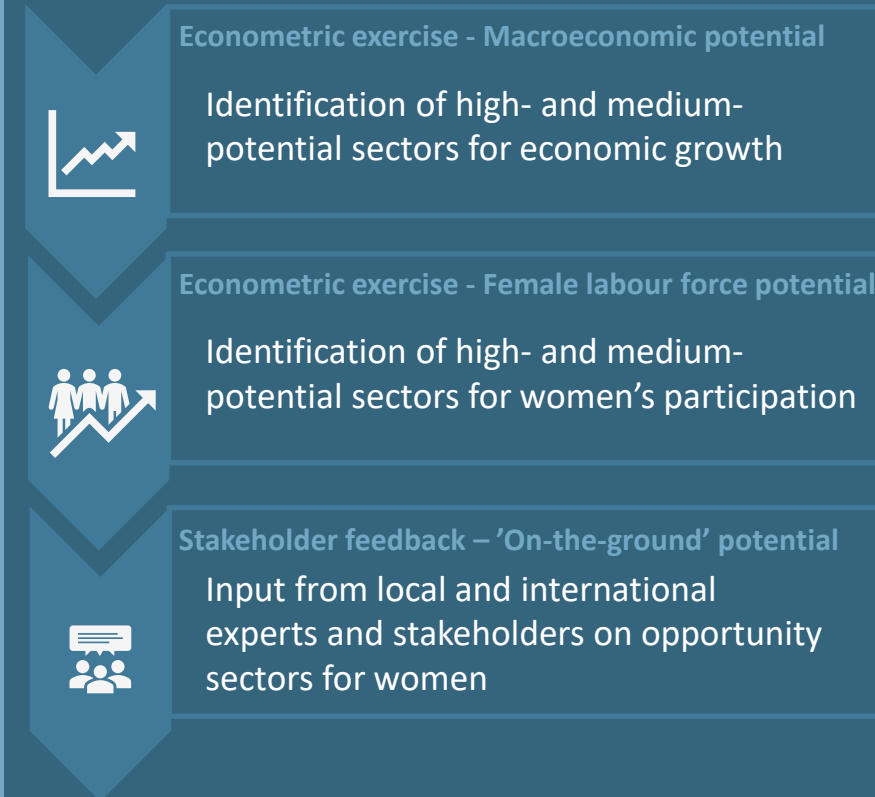 Econometric exercise - Macroeconomic potential
Identification of high- and medium-
potential sectors for economic growth
Econometric exercise - Female labour force potential
Identification of high- and medium-
potential sectors for women’s participation
Stakeholder feedback – ’On-the-ground’ potential
Input from local and international
experts and stakeholders on opportunity
sectors for women